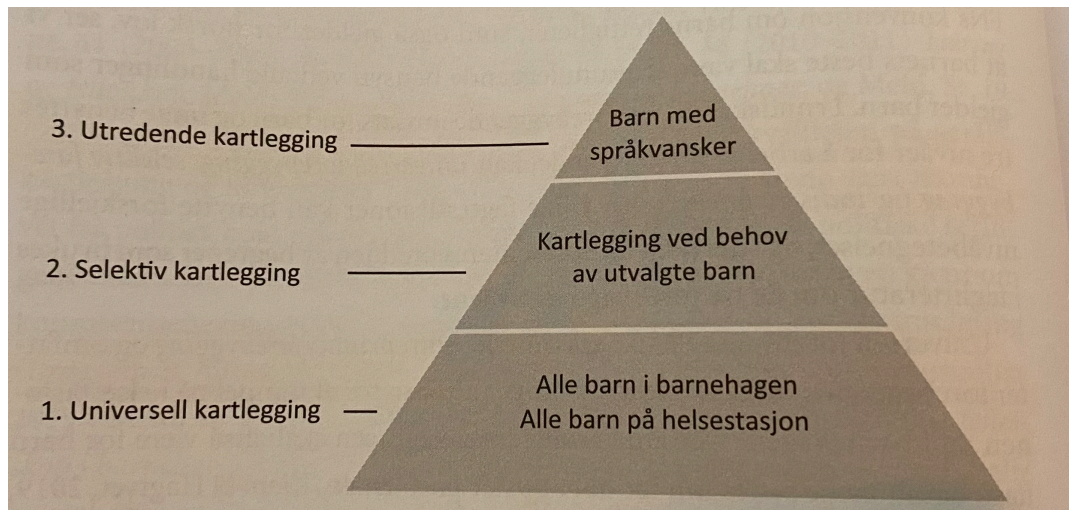 Barn med
3. Utredende kartlegging
språkvansker
Kartlegging ved behov
2. Selektiv kartlegging
av utvalgte barn
Alle barn i barnehagen
1. Universell kartlegging
Alle barn på helsestasjon